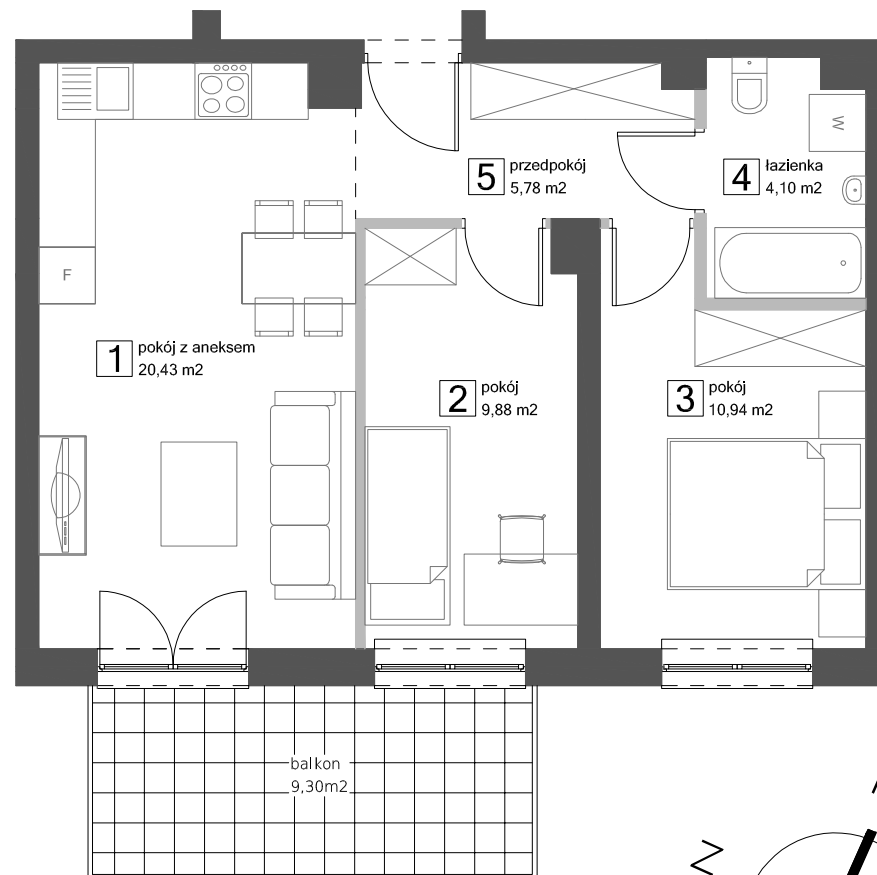 5 przedpokój
5,78 m2
4 łazienka
4,10 m2
W
F
1 pokój z aneksem
20,43 m2
2 pokój
9,88 m2
3 pokój
10,94 m2
balkon
9,30m2
N